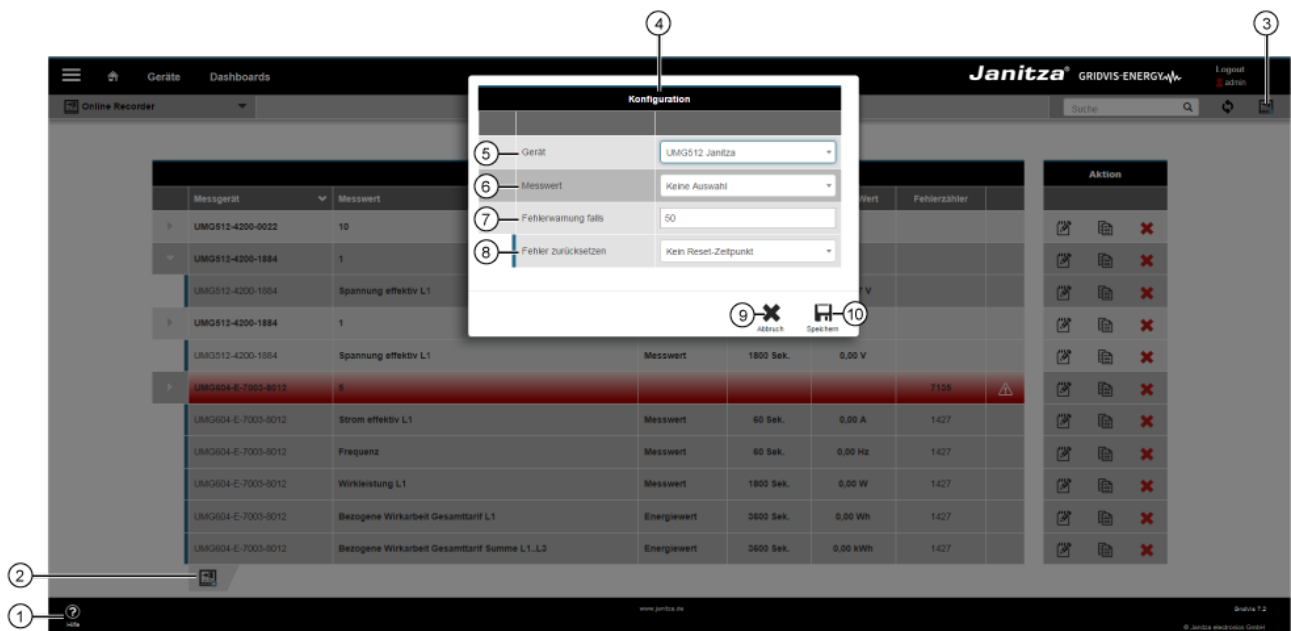 4
3
Geräte Dashboards
Janitza® GRIDVIS-ENERGY
Logout
admin
Online Recorder
Suche
Konfiguration
5 Gerät UMG512 Janitza
6 Messwert Keine Auswahl
7 Fehlerwarnung falls 50
8 Fehler zurücksetzen Kein Reset-Zeitpunkt
9 Abbruch
Speichern 10
Aktion
Messgerät Messwert Wert Fehlerzähler
UMG512-4200-0022 10
UMG512-4200-1884 1
UMG512-4200-1884 Spannung effektiv L1 V
UMG512-4200-1884 1
UMG512-4200-1884 Spannung effektiv L1 Messwert 1800 Sek. 0,00 V
UMG604-E-7003-8012 5 7135
UMG604-E-7003-8012 Strom effektiv L1 Messwert 60 Sek. 0,00 A 1427
UMG604-E-7003-8012 Frequenz Messwert 60 Sek. 0,00 Hz 1427
UMG604-E-7003-8012 Wirkleistung L1 Messwert 1800 Sek. 0,00 W 1427
UMG604-E-7003-8012 Bezogene Wirkarbeit Gesamttarif L1 Energiewert 3600 Sek. 0,00 Wh 1427
UMG604-E-7003-8012 Bezogene Wirkarbeit Gesamttarif Summe L1..L3 Energiewert 3600 Sek. 0,00 kWh 1427
2
1 Hilfe
www.janitza.de
GridVis 7.2
© Janitza electronics GmbH